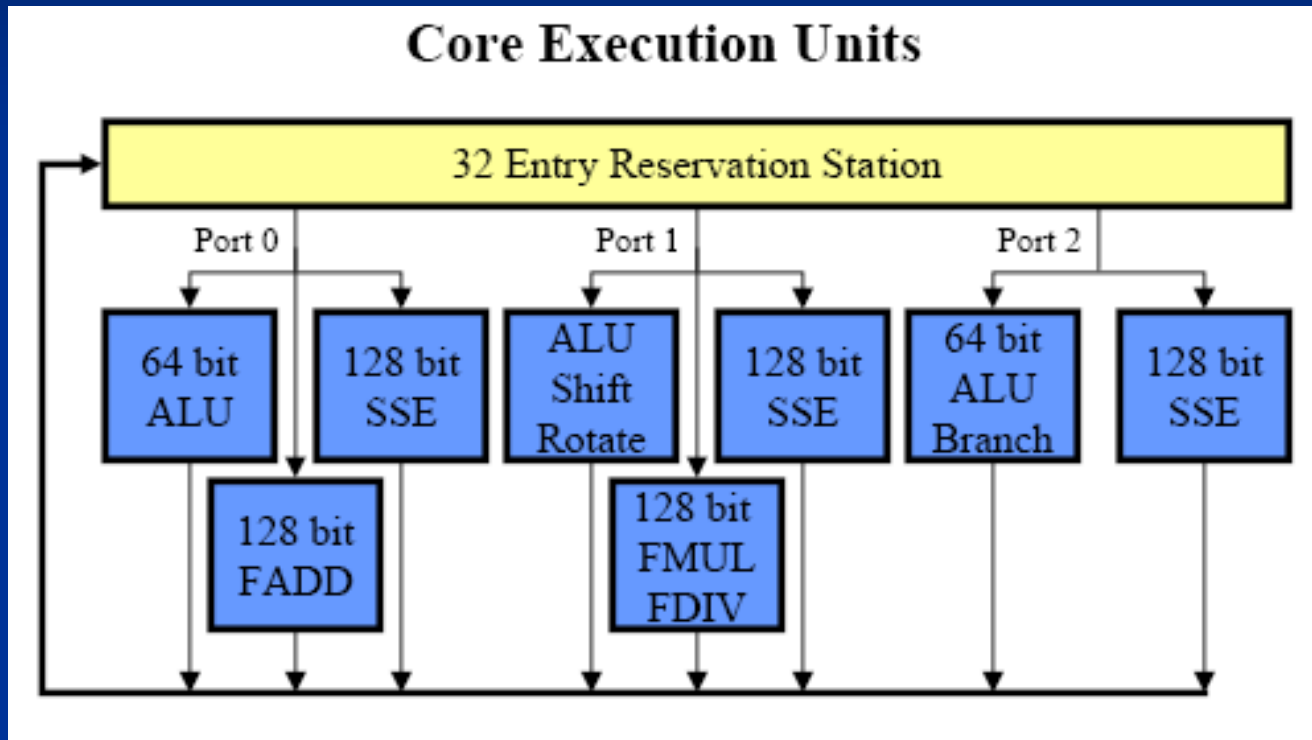 Core Execution Units
32 Entry Reservation Station
Port 0
Port 1
Port 2
64 bit
ALU
128 bit
SSE
ALU
Shift
Rotate
128 bit
SSE
64 bit
ALU
Branch
128 bit
SSE
128 bit
FADD
128 bit
FMUL
FDIV